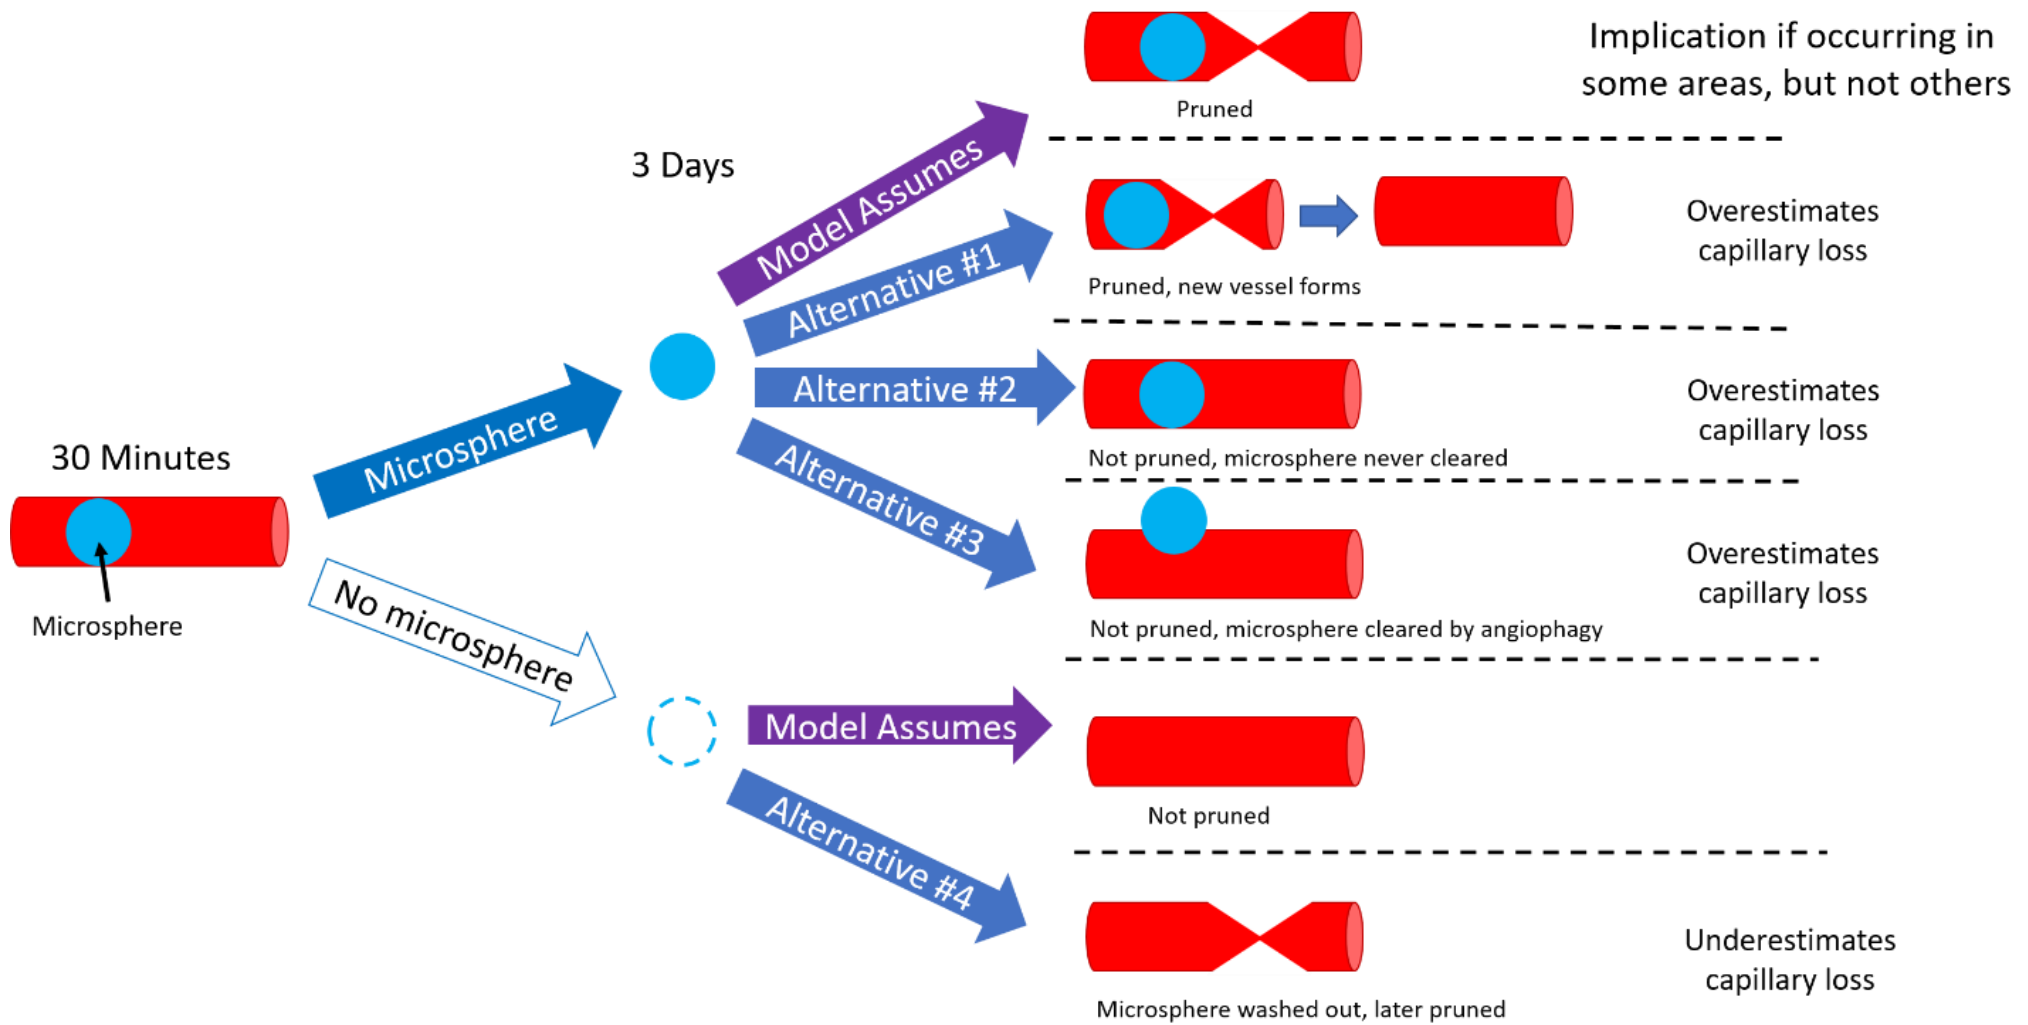 Implication if occurring in
some areas, but not others
Pruned
3 Days
Model Assumes
Alternative #1
Pruned, new vessel forms
Overestimates
capillary loss
Alternative #2
Not pruned, microsphere never cleared
Overestimates
capillary loss
Alternative #3
Not pruned, microsphere cleared by angiophagy
Overestimates
capillary loss
30 Minutes
Microsphere
Microsphere
No microsphere
Model Assumes
Not pruned
Alternative #4
Microsphere washed out, later pruned
Underestimates
capillary loss